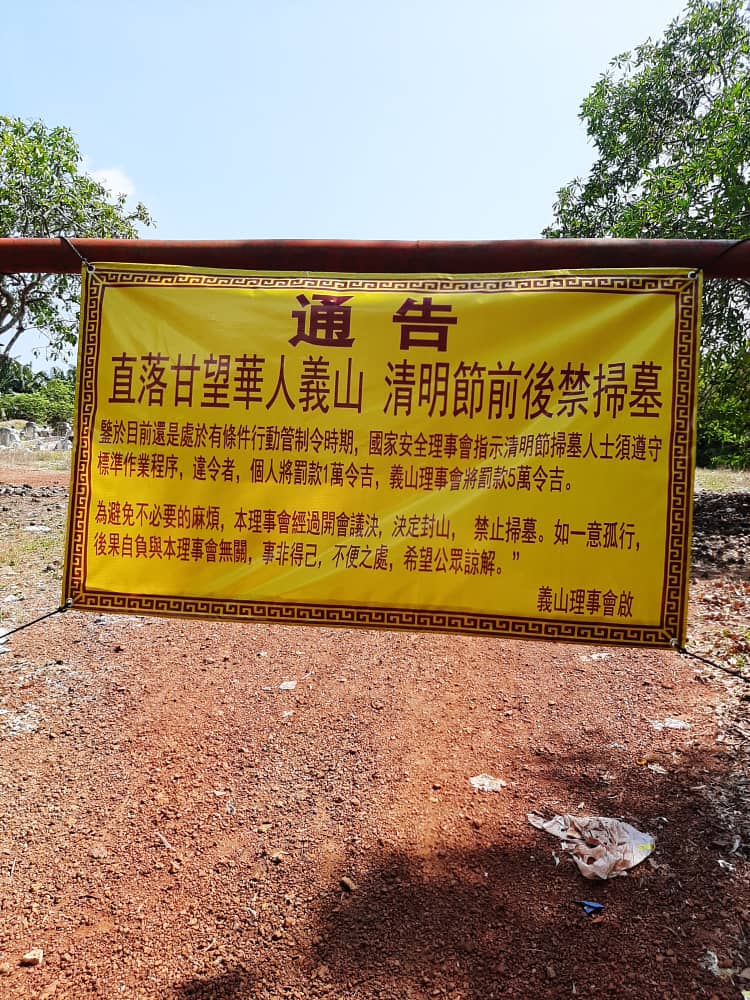 通告
直落甘望華人義山 清明節前後禁掃墓
鑒於目前還是處於有條件行動管制令時期，國家安全理事會指示清明節掃墓人士須遵守
標準作業程序，違令者，個人將罰款1萬令吉，義山理事會將罰款5萬令吉。
為避免不必要的麻煩，本理事會經過開會議決，決定封山， 禁止掃墓。如一意孤行，
後果自負與本理事會無關，事非得已，不便之處，希望公眾諒解。”
義山理事會啟